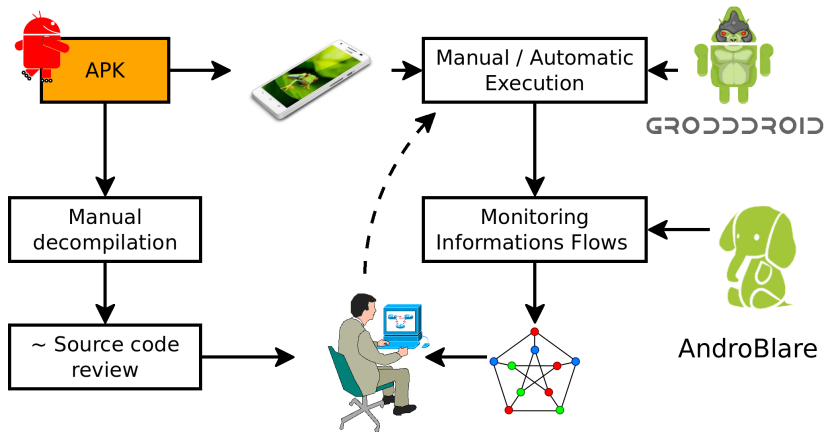 APK
Manual / Automatic
Execution
GRODDDROID
Manual
decompilation
Monitoring
Informations Flows
~ Source code
review
AndroBlare